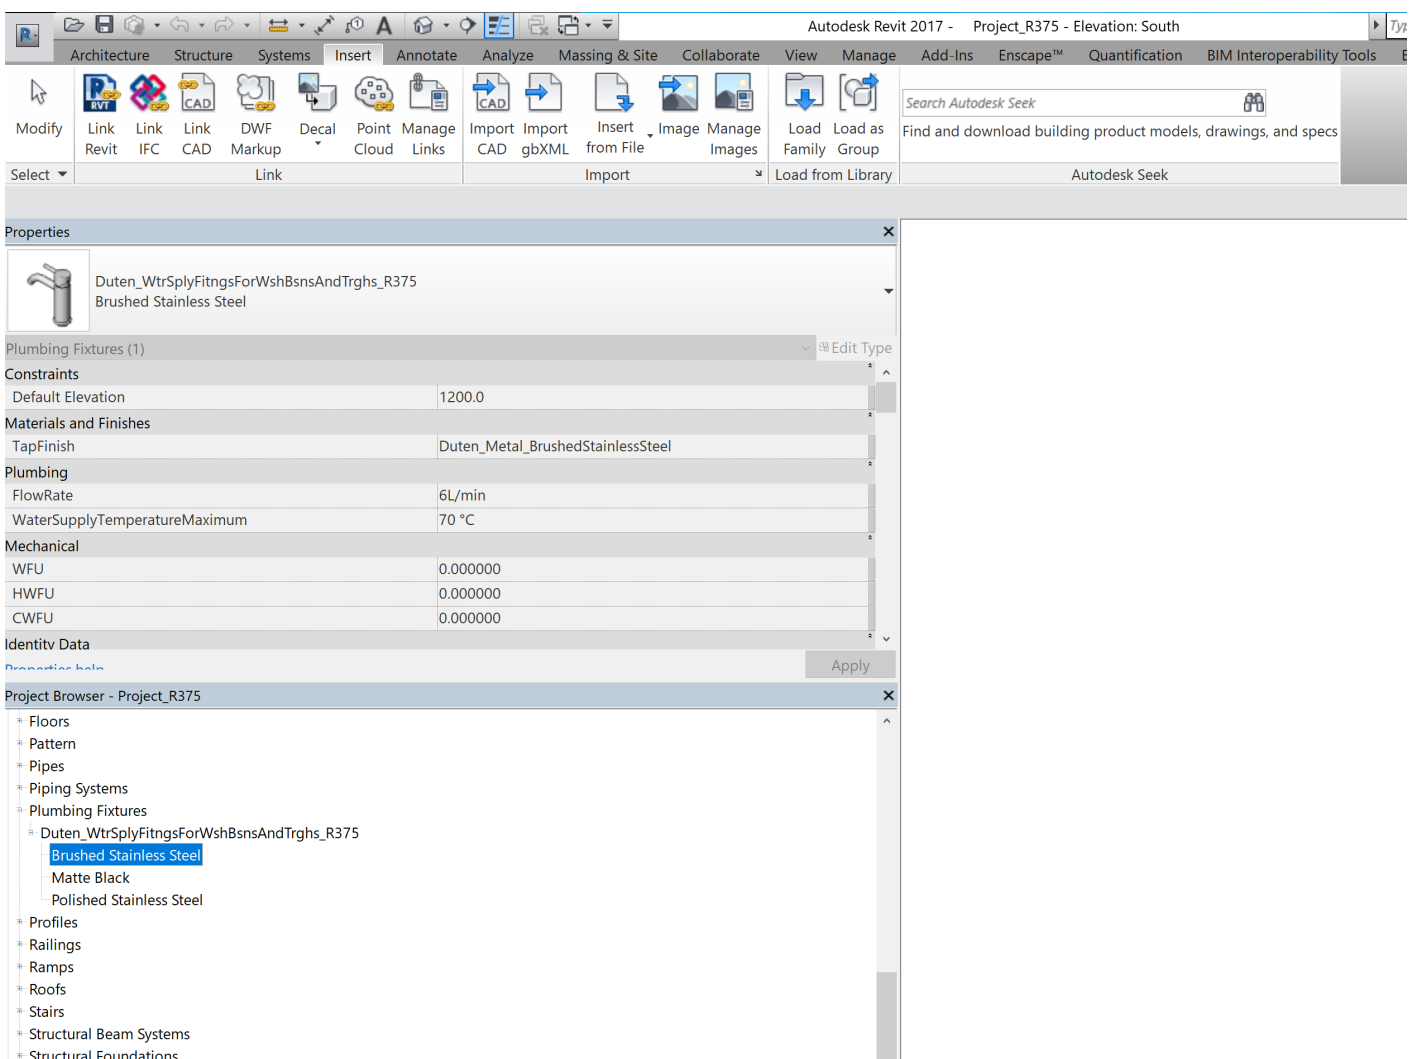 Autodesk Revit 2017 - Project_R375 - Elevation: South
Architecture Structure Systems Insert Annotate Analyze Massing & Site Collaborate View Manage Add-Ins Enscape™ Quantification BIM Interoperability Tools
Modify
Link Revit
Link IFC
Link CAD
DWF Markup
Decal
Point Cloud
Manage Links
Import CAD
Import gbXML
Insert from File
Image
Manage Images
Load Family
Load as Group
Search Autodesk Seek
Find and download building product models, drawings, and specs
Select
Link
Import
Load from Library
Autodesk Seek
Properties
Duten_WtrSplyFitngsForWshBsnsAndTrghs_R375
Brushed Stainless Steel
Plumbing Fixtures (1)
Edit Type
Constraints
Default Elevation 1200.0
Materials and Finishes
TapFinish Duten_Metal_BrushedStainlessSteel
Plumbing
FlowRate 6L/min
WaterSupplyTemperatureMaximum 70 °C
Mechanical
WFU 0.000000
HWFU 0.000000
CWFU 0.000000
Identity Data
Properties help
Apply
Project Browser - Project_R375
Floors
Pattern
Pipes
Piping Systems
Plumbing Fixtures
Duten_WtrSplyFitngsForWshBsnsAndTrghs_R375
Brushed Stainless Steel
Matte Black
Polished Stainless Steel
Profiles
Railings
Ramps
Roofs
Stairs
Structural Beam Systems
Structural Foundations